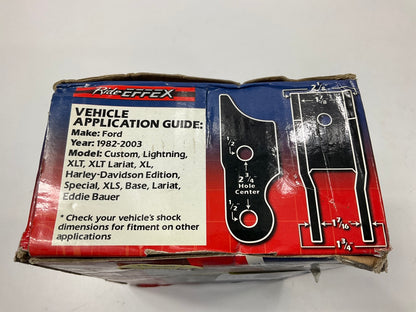 Ride EFFEX
VEHICLE
APPLICATION GUIDE:
Make: Ford
Year: 1982-2003
Model: Custom, Lightning,
XLT, XLT Lariat, XL,
Harley-Davidson Edition,
Special, XLS, Base, Lariat,
Eddie Bauer
* Check your vehicle's shock
dimensions for fitment on other
applications
1/2
2 3/4
Hole
Center
1/2
1 7/16
1 3/4